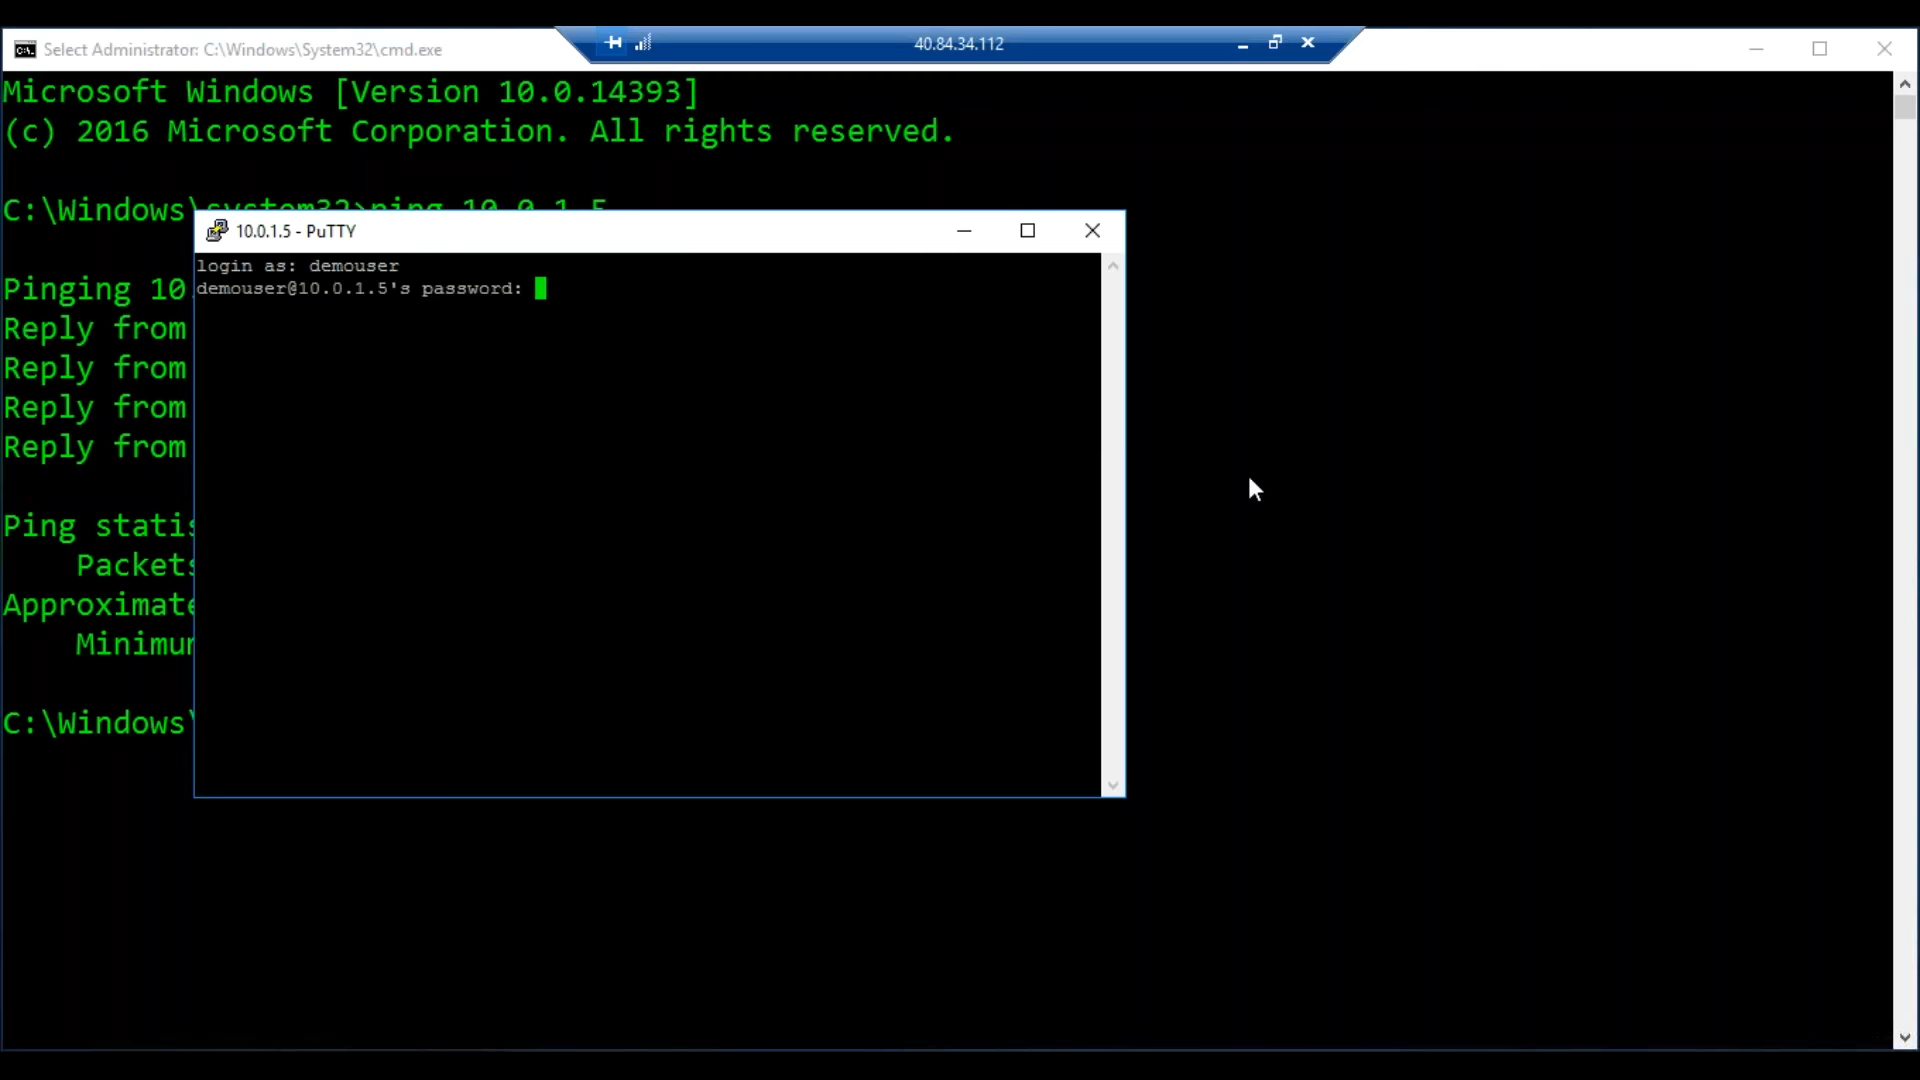 Select Administrator: C:\Windows\System32\cmd.exe
40.84.34.112
Microsoft Windows [Version 10.0.14393]
(c) 2016 Microsoft Corporation. All rights reserved.
C:\Windows\system32>ping 10.0.1.5
10.0.1.5 - PuTTY
login as: demouser
demouser@10.0.1.5's password:
Pinging 10
Reply from
Reply from
Reply from
Reply from
Ping statis
Packets
Approximate
Minimum
C:\Windows\